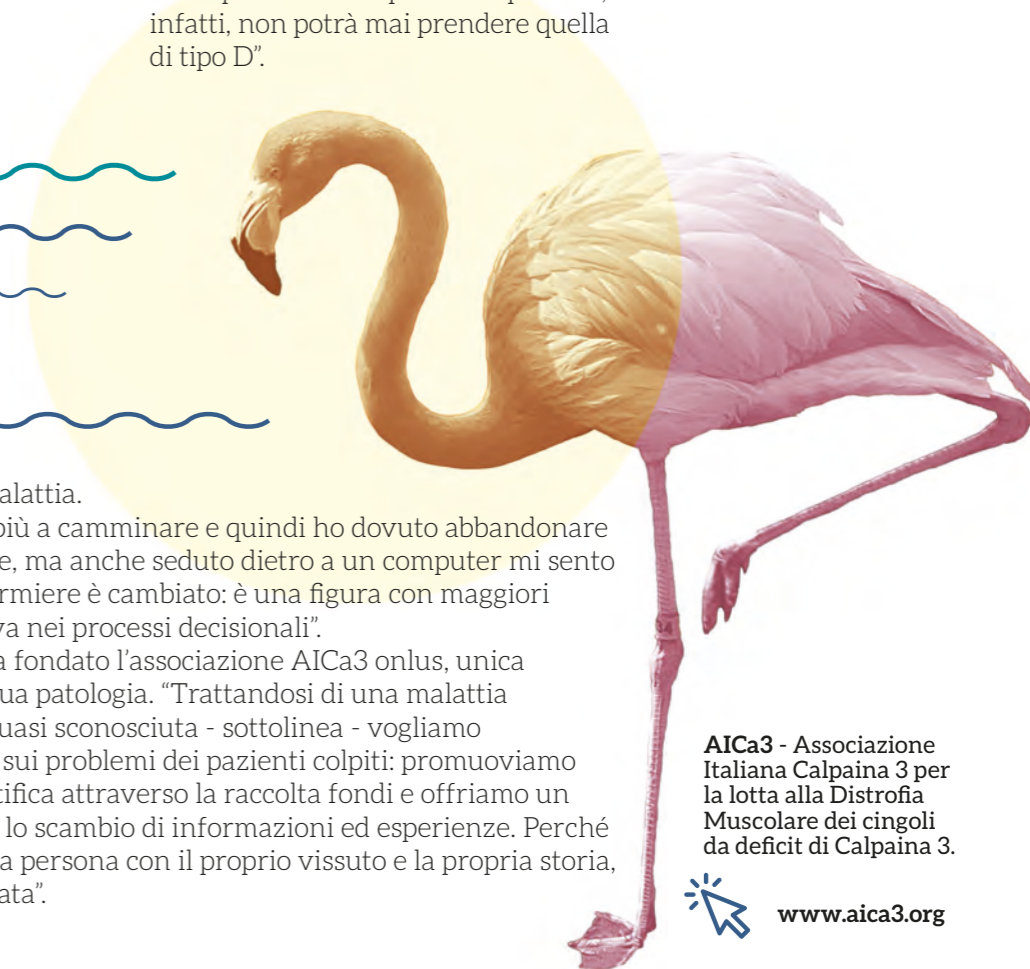 infatti, non potrà mai prendere quella
di tipo D”.
alattia.
più a camminare e quindi ho dovuto abbandonare
e, ma anche seduto dietro a un computer mi sento
ermiere è cambiato: è una figura con maggiori
va nei processi decisionali”.
a fondato l’associazione AICa3 onlus, unica
ua patologia. “Trattandosi di una malattia
uasi sconosciuta - sottolinea - vogliamo
sui problemi dei pazienti colpiti: promuoviamo
tifica attraverso la raccolta fondi e offriamo un
lo scambio di informazioni ed esperienze. Perché
a persona con il proprio vissuto e la propria storia,
ata”.
AICa3 - Associazione
Italiana Calpaina 3 per
la lotta alla Distrofia
Muscolare dei cingoli
da deficit di Calpaina 3.
www.aica3.org